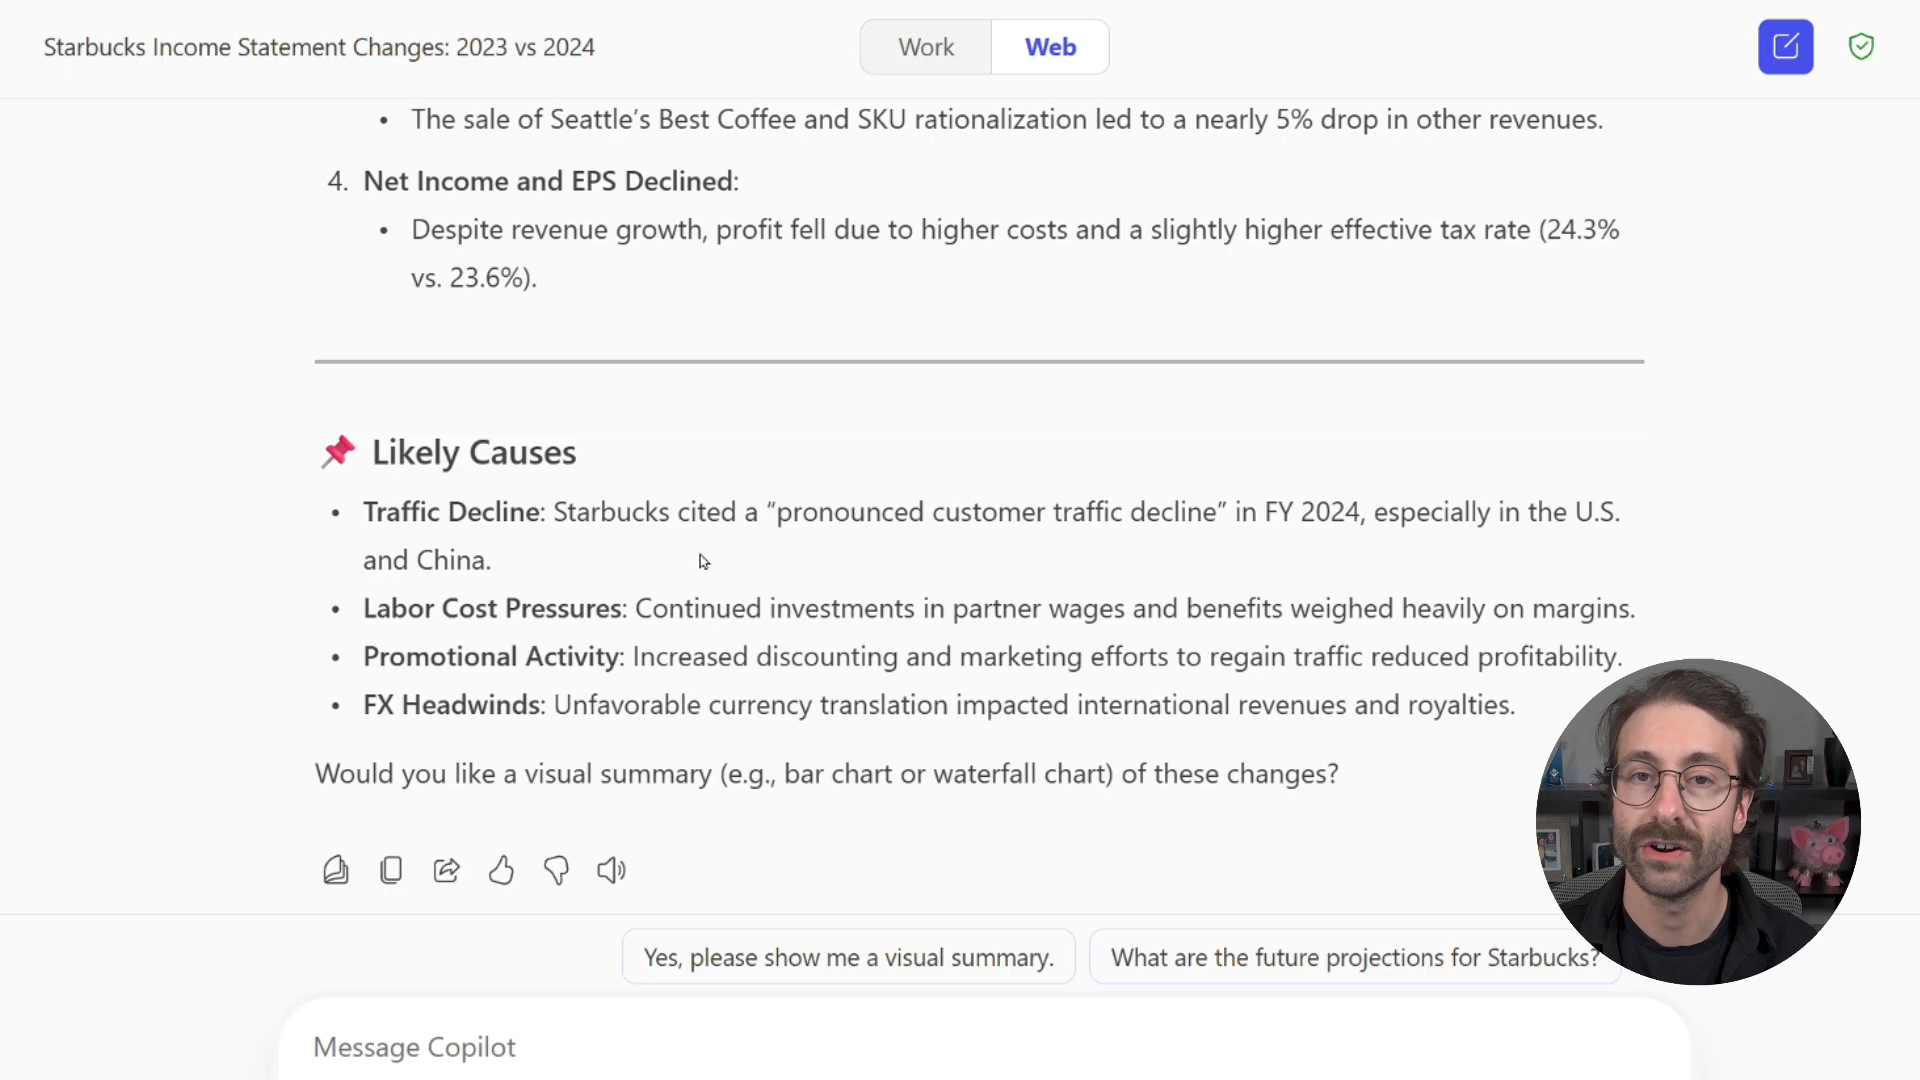 Starbucks Income Statement Changes: 2023 vs 2024
Work
Web
• The sale of Seattle’s Best Coffee and SKU rationalization led to a nearly 5% drop in other revenues.
4. Net Income and EPS Declined:
• Despite revenue growth, profit fell due to higher costs and a slightly higher effective tax rate (24.3%
vs. 23.6%).
Likely Causes
• Traffic Decline: Starbucks cited a “pronounced customer traffic decline” in FY 2024, especially in the U.S.
and China.
• Labor Cost Pressures: Continued investments in partner wages and benefits weighed heavily on margins.
• Promotional Activity: Increased discounting and marketing efforts to regain traffic reduced profitability.
• FX Headwinds: Unfavorable currency translation impacted international revenues and royalties.
Would you like a visual summary (e.g., bar chart or waterfall chart) of these changes?
Yes, please show me a visual summary.
What are the future projections for Starbucks?
Message Copilot